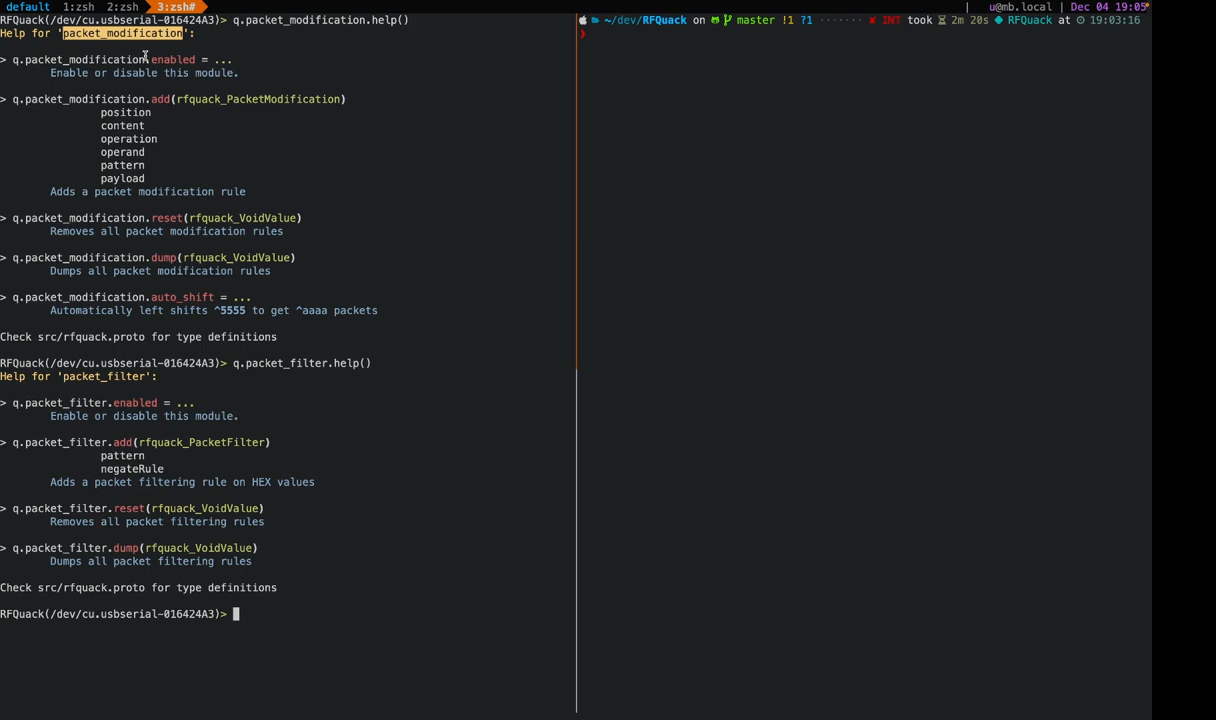 default 1:zsh 2:zsh 3:zsh# | u@mb.local | Dec 04 19:05
RFQuack(/dev/cu.usbserial-016424A3)> q.packet_modification.help()
Help for 'packet_modification':
> q.packet_modification.enabled = ...
Enable or disable this module.
> q.packet_modification.add(rfquack_PacketModification)
position
content
operation
operand
pattern
payload
Adds a packet modification rule
> q.packet_modification.reset(rfquack_VoidValue)
Removes all packet modification rules
> q.packet_modification.dump(rfquack_VoidValue)
Dumps all packet modification rules
> q.packet_modification.auto_shift = ...
Automatically left shifts ^5555 to get ^aaaa packets
Check src/rfquack.proto for type definitions
RFQuack(/dev/cu.usbserial-016424A3)> q.packet_filter.help()
Help for 'packet_filter':
> q.packet_filter.enabled = ...
Enable or disable this module.
> q.packet_filter.add(rfquack_PacketFilter)
pattern
negateRule
Adds a packet filtering rule on HEX values
> q.packet_filter.reset(rfquack_VoidValue)
Removes all packet filtering rules
> q.packet_filter.dump(rfquack_VoidValue)
Dumps all packet filtering rules
Check src/rfquack.proto for type definitions
RFQuack(/dev/cu.usbserial-016424A3)>
~/dev/RFQuack on master !1 ?1 ······· ✘ INT took 2m 20s RFQuack at 19:03:16
❯